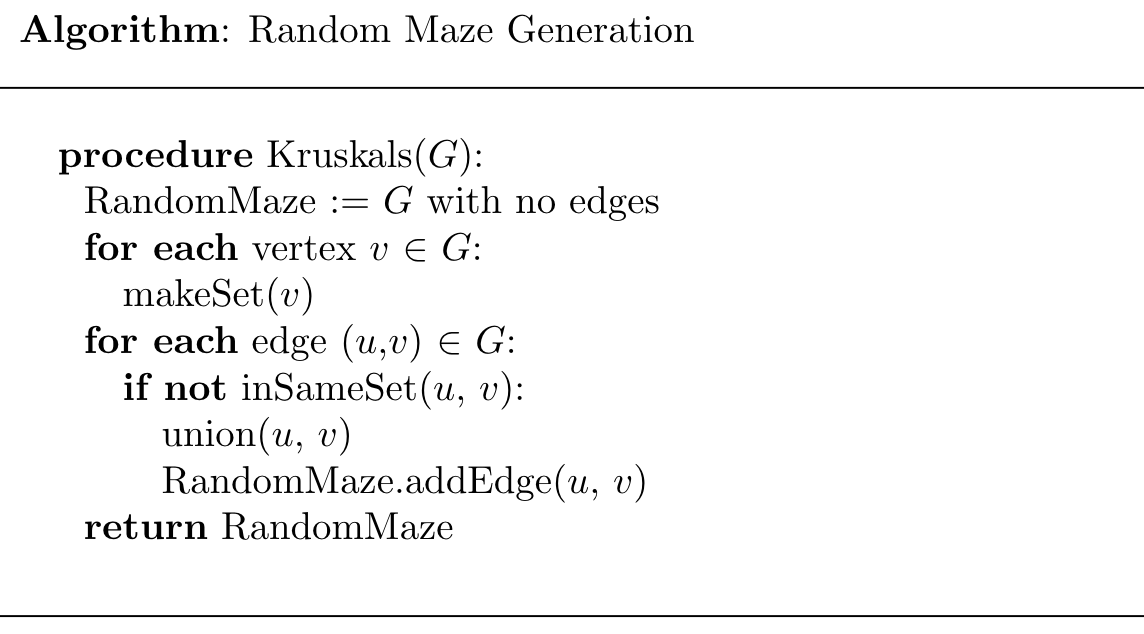 Algorithm: Random Maze Generation
procedure Kruskals(G):
RandomMaze := G with no edges
for each vertex v ∈ G:
makeSet(v)
for each edge (u,v) ∈ G:
if not inSameSet(u, v):
union(u, v)
RandomMaze.addEdge(u, v)
return RandomMaze